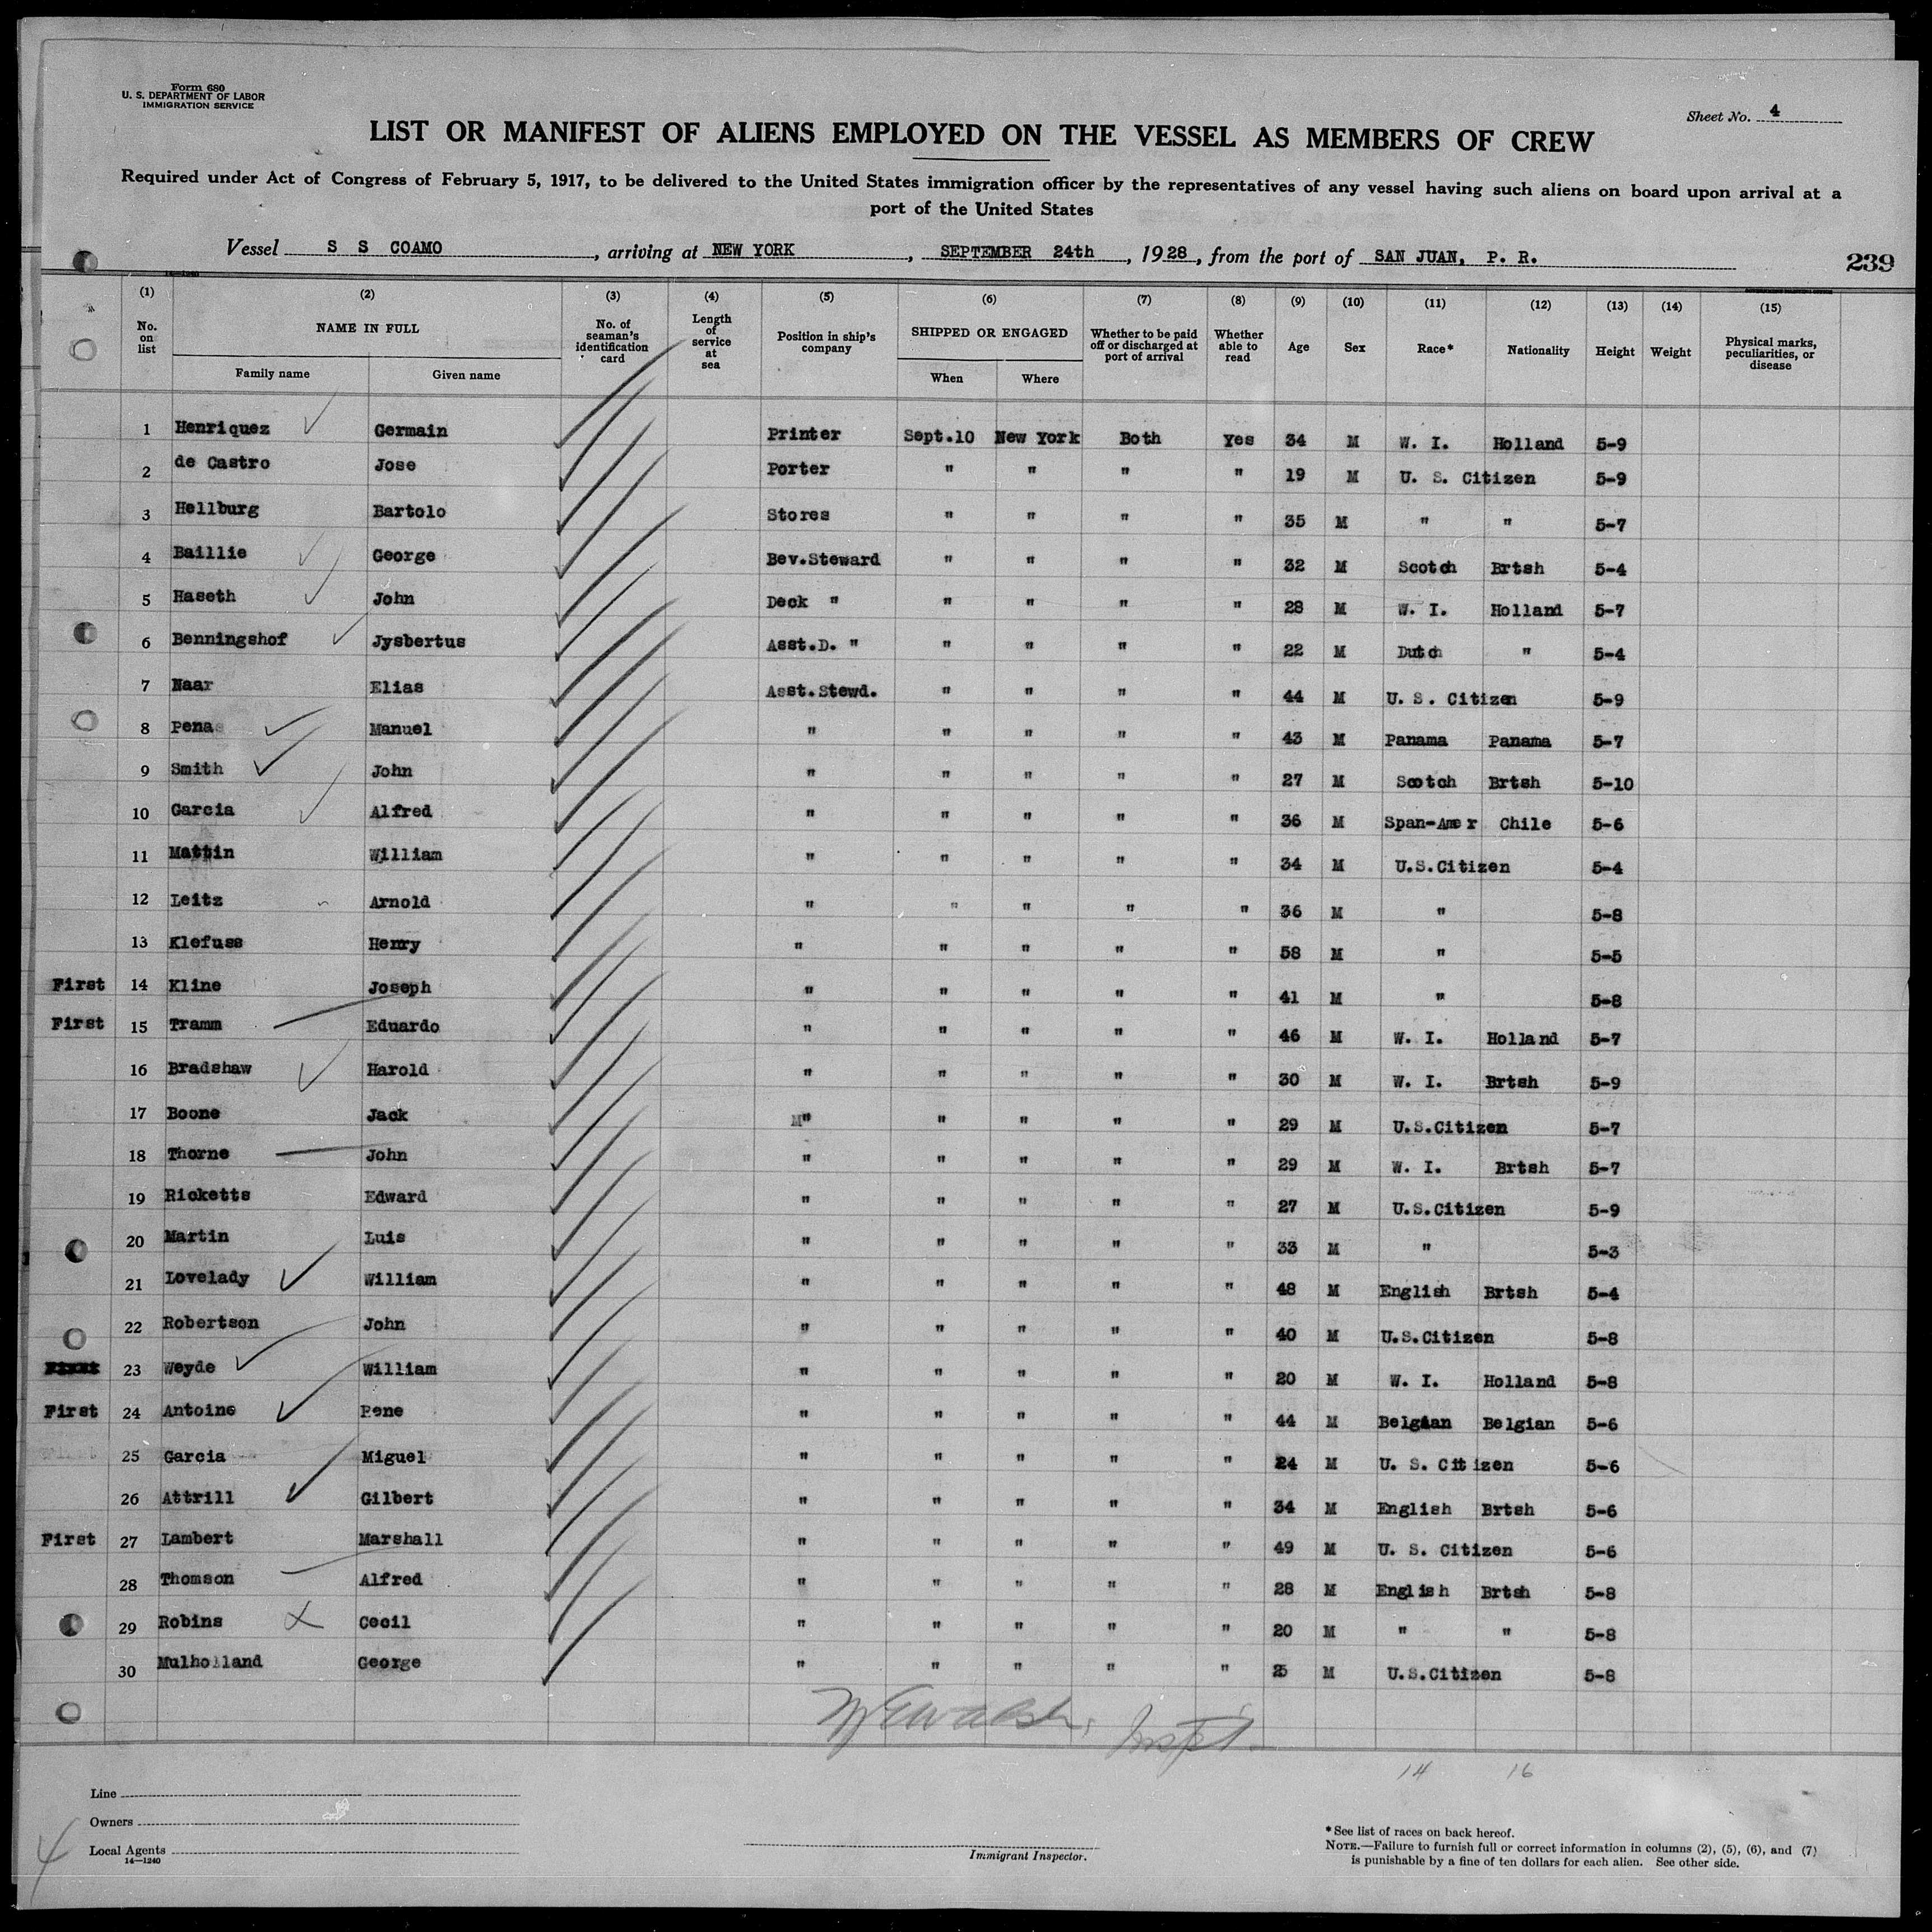 Form 680
U. S. DEPARTMENT OF LABOR
IMMIGRATION SERVICE
Sheet No. 4
LIST OR MANIFEST OF ALIENS EMPLOYED ON THE VESSEL AS MEMBERS OF CREW
Required under Act of Congress of February 5, 1917, to be delivered to the United States immigration officer by the representatives of any vessel having such aliens on board upon arrival at a
port of the United States
Vessel S S COAMO, arriving at NEW YORK, SEPTEMBER 24th, 1928, from the port of SAN JUAN, P. R.
239
(1) (2) (3) (4) (5) (6) (7) (8) (9) (10) (11) (12) (13) (14) (15)
No. on list NAME IN FULL Family name Given name No. of seaman's identification card Length of service at sea Position in ship's company SHIPPED OR ENGAGED When Where Whether to be paid off or discharged at port of arrival Whether able to read Age Sex Race* Nationality Height Weight Physical marks, peculiarities, or disease
1 Henriquez Germain Printer Sept.10 New York Both Yes 34 M W. I. Holland 5-9
2 de Castro Jose Porter " " " " 19 M U. S. Citizen 5-9
3 Hellburg Bartolo Stores " " " " 35 M " " 5-7
4 Baillie George Bev.Steward " " " " 32 M Scotch Brtsh 5-4
5 Haseth John Deck " " " " " 28 M W. I. Holland 5-7
6 Benningshof Jysbertus Asst.D. " " " " " 22 M Dutch " 5-4
7 Naar Elias Asst.Stewd. " " " " 44 M U. S. Citizen 5-9
8 Penas Manuel " " " " " 43 M Panama Panama 5-7
9 Smith John " " " " " 27 M Scotch Brtsh 5-10
10 Garcia Alfred " " " " " 36 M Span-Amer Chile 5-6
11 Mattin William " " " " " 34 M U.S.Citizen 5-4
12 Leitz Arnold " " " " " 36 M " 5-8
13 Klefuss Henry " " " " " 58 M " 5-5
First 14 Kline Joseph " " " " " 41 M " 5-8
First 15 Tramm Eduardo " " " " " 46 M W. I. Holland 5-7
16 Bradshaw Harold " " " " " 30 M W. I. Brtsh 5-9
17 Boone Jack M" " " " " 29 M U.S.Citizen 5-7
18 Thorne John " " " " " 29 M W. I. Brtsh 5-7
19 Ricketts Edward " " " " " 27 M U.S.Citizen 5-9
20 Martin Luis " " " " " 33 M " 5-3
21 Lovelady William " " " " " 48 M English Brtsh 5-4
22 Robertson John " " " " " 40 M U.S.Citizen 5-8
23 Weyde William " " " " " 20 M W. I. Holland 5-8
First 24 Antoine Rene " " " " " 44 M Belgian Belgian 5-6
25 Garcia Miguel " " " " " 24 M U. S. Citizen 5-6
26 Attrill Gilbert " " " " " 34 M English Brtsh 5-6
First 27 Lambert Marshall " " " " " 49 M U. S. Citizen 5-6
28 Thomson Alfred " " " " " 28 M English Brtsh 5-8
29 Robins Cecil " " " " " 20 M " " 5-8
30 Mulholland George " " " " " 25 M U.S.Citizen 5-8
Walsh, Inspt.
14 16
Line
Owners
Local Agents
14—1240
4
Immigrant Inspector.
* See list of races on back hereof.
NOTE.—Failure to furnish full or correct information in columns (2), (5), (6), and (7)
is punishable by a fine of ten dollars for each alien. See other side.